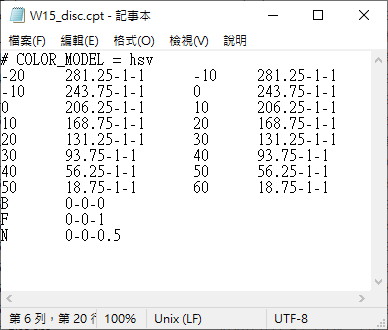 W15_disc.cpt - 記事本
檔案(F) 編輯(E) 格式(O) 檢視(V) 說明
# COLOR_MODEL = hsv
-20 281.25-1-1 -10 281.25-1-1
-10 243.75-1-1 0 243.75-1-1
0 206.25-1-1 10 206.25-1-1
10 168.75-1-1 20 168.75-1-1
20 131.25-1-1 30 131.25-1-1
30 93.75-1-1 40 93.75-1-1
40 56.25-1-1 50 56.25-1-1
50 18.75-1-1 60 18.75-1-1
B 0-0-0
F 0-0-1
N 0-0-0.5
第 6 列，第 20 行 100% Unix (LF) UTF-8